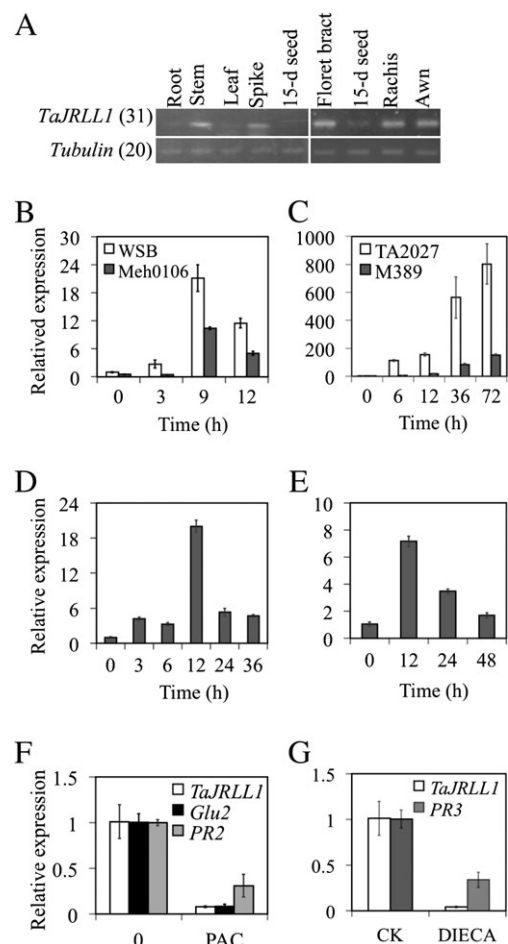 A
Root
Stem
Leaf
Spike
15-d seed
Floret bract
15-d seed
Rachis
Awn
TaJRLL1 (31)
Tubulin (20)
B
Relatived expression
30
24
18
12
6
0
WSB
Meh0106
0 3 9 12
Time (h)
C
1000
800
600
400
200
0
TA2027
M389
0 6 12 36 72
Time (h)
D
Relative expression
24
18
12
6
0
0 3 6 12 24 36
Time (h)
E
10
8
6
4
2
0
0 12 24 48
Time (h)
F
Relative expression
1.5
1
0.5
0
TaJRLL1
Glu2
PR2
0 PAC
G
1.5
1
0.5
0
TaJRLL1
PR3
CK DIECA